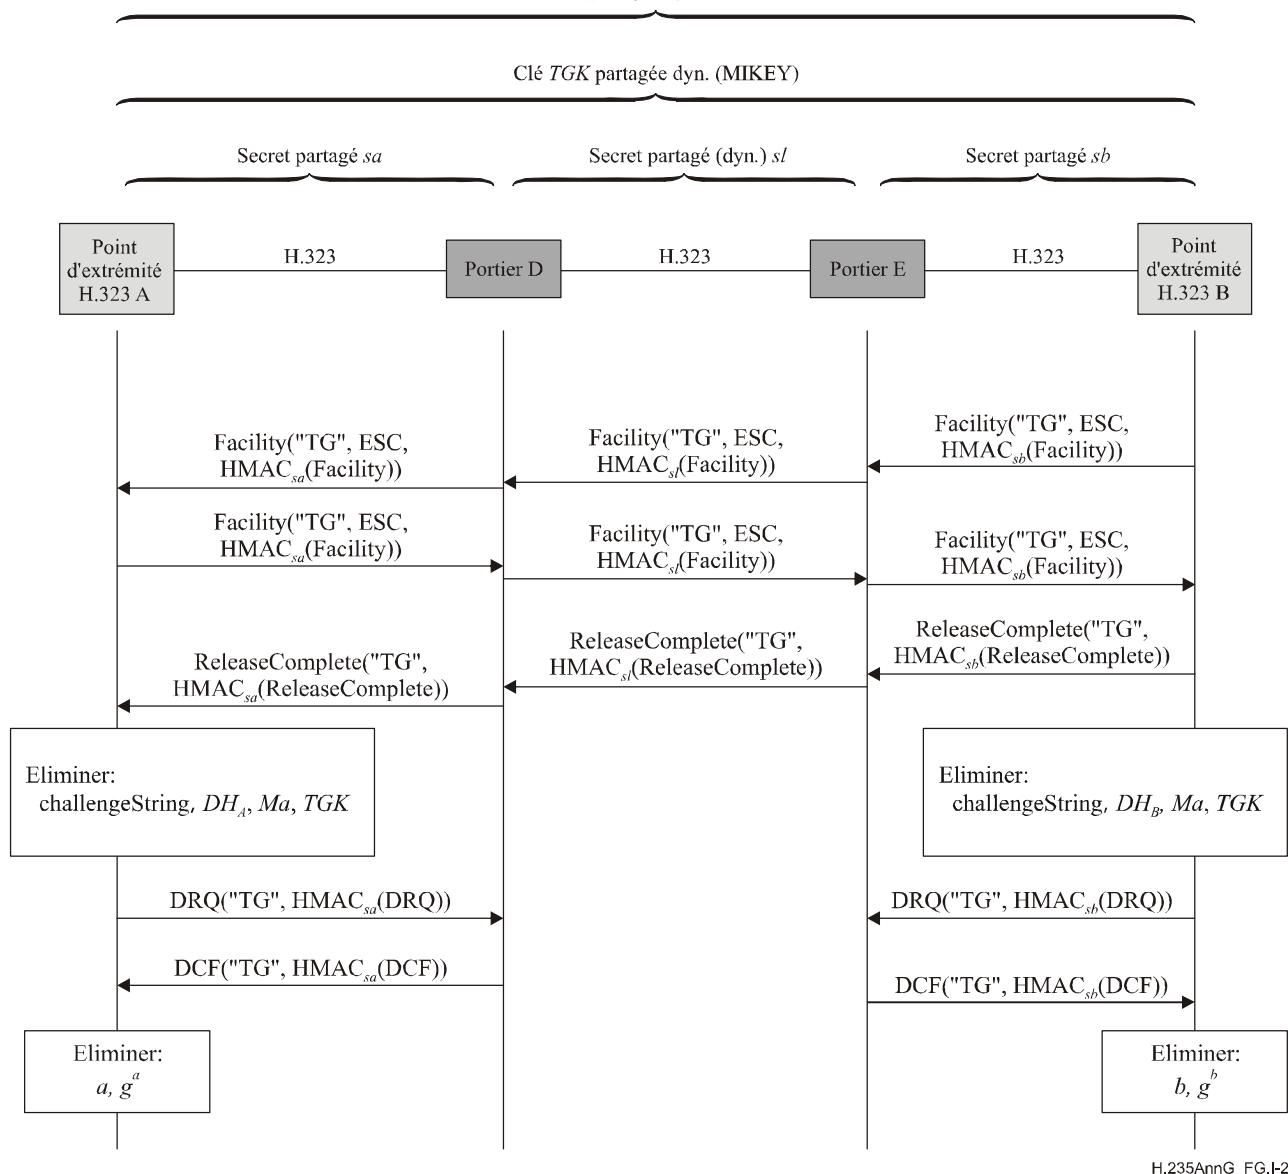 Clé TGK partagée dyn. (MIKEY)
Secret partagé sa
Secret partagé (dyn.) sl
Secret partagé sb
Point
d'extrémité
H.323 A
H.323
Portier D
H.323
Portier E
H.323
Point
d'extrémité
H.323 B
Facility("TG", ESC,
HMACsb(Facility))
Facility("TG", ESC,
HMACsl(Facility))
Facility("TG", ESC,
HMACsa(Facility))
Facility("TG", ESC,
HMACsa(Facility))
Facility("TG", ESC,
HMACsl(Facility))
Facility("TG", ESC,
HMACsb(Facility))
ReleaseComplete("TG",
HMACsb(ReleaseComplete))
ReleaseComplete("TG",
HMACsl(ReleaseComplete))
ReleaseComplete("TG",
HMACsa(ReleaseComplete))
Eliminer:
challengeString, DHA, Ma, TGK
Eliminer:
challengeString, DHB, Ma, TGK
DRQ("TG", HMACsa(DRQ))
DRQ("TG", HMACsb(DRQ))
DCF("TG", HMACsa(DCF))
DCF("TG", HMACsb(DCF))
Eliminer:
a, g^a
Eliminer:
b, g^b
H.235AnnG_FG.I-2